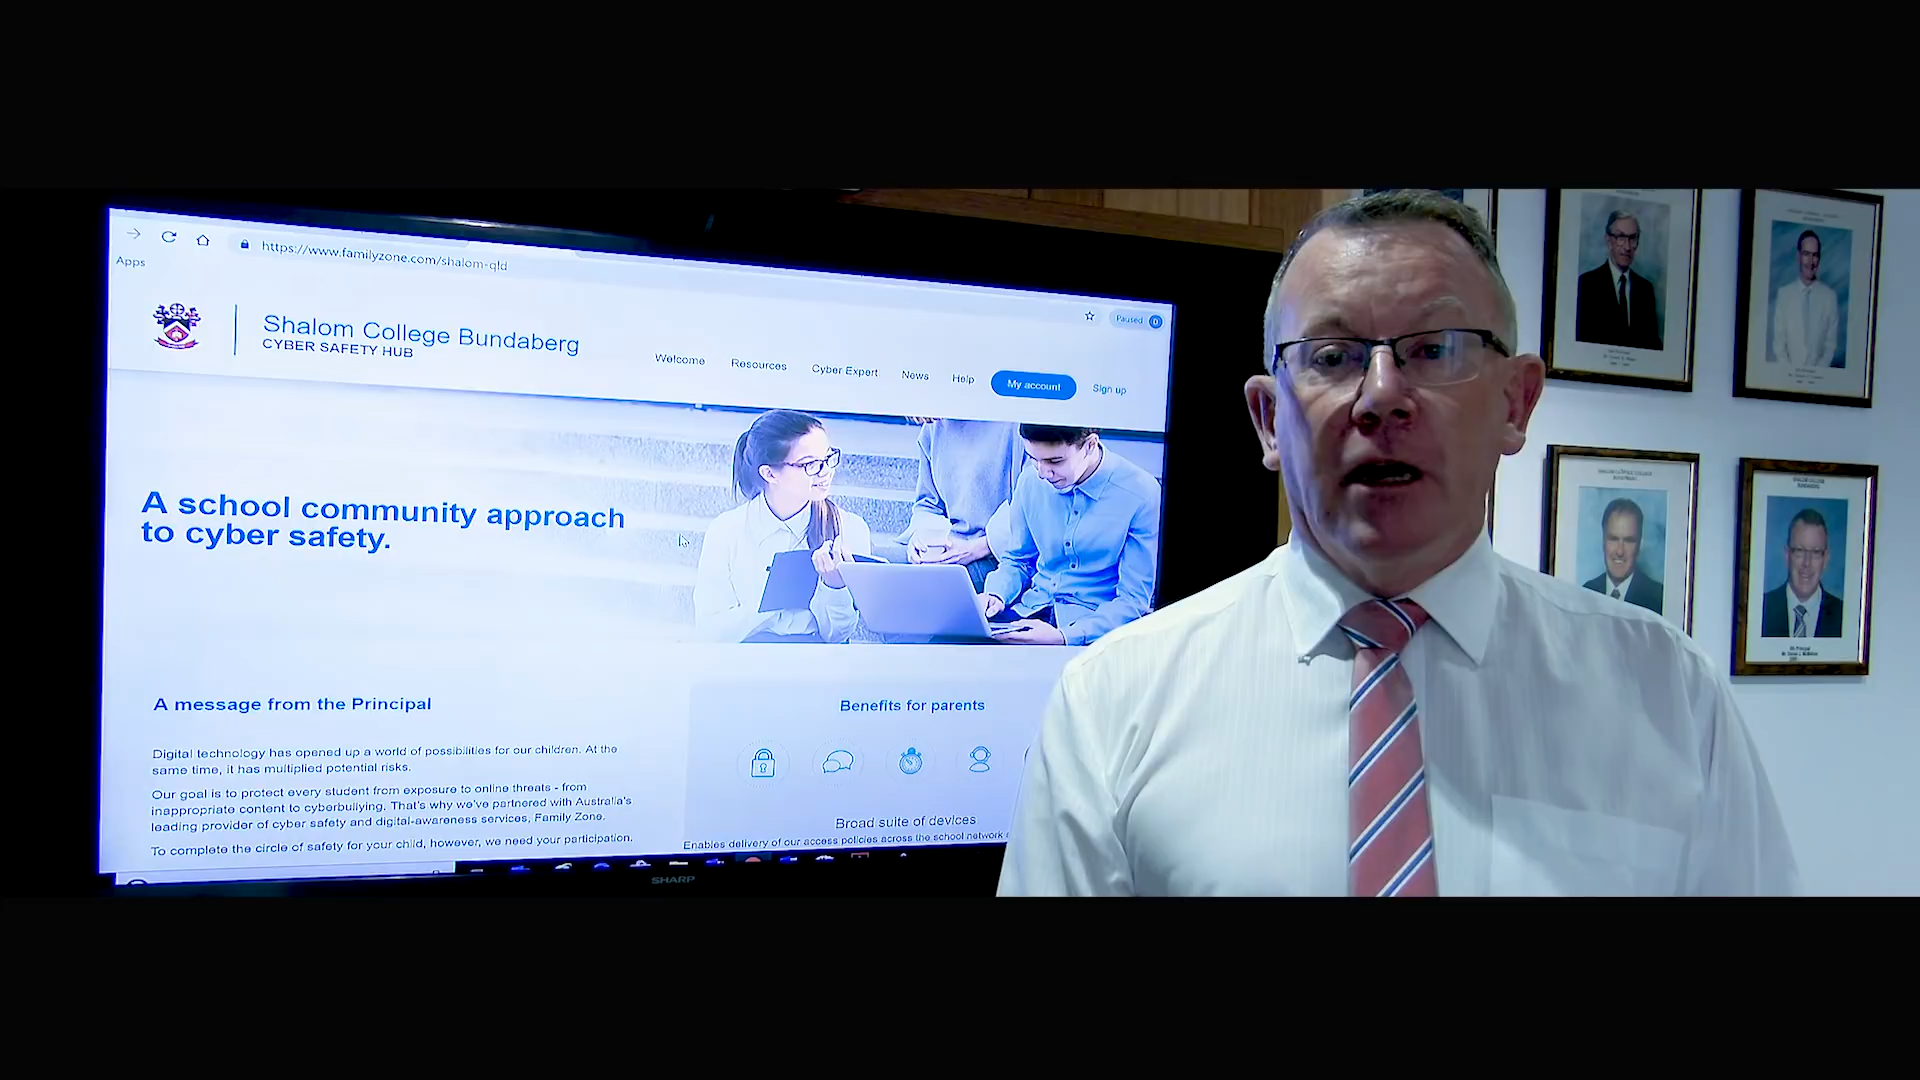 https://www.familyzone.com/shalom-qld
Apps
Paused
Shalom College Bundaberg
CYBER SAFETY HUB
Welcome
Resources
Cyber Expert
News
Help
My account
Sign up
A school community approach
to cyber safety.
A message from the Principal
Digital technology has opened up a world of possibilities for our children. At the
same time, it has multiplied potential risks.
Our goal is to protect every student from exposure to online threats - from
inappropriate content to cyberbullying. That's why we've partnered with Australia's
leading provider of cyber safety and digital-awareness services, Family Zone.
To complete the circle of safety for your child, however, we need your participation.
Benefits for parents
Broad suite of devices
Enables delivery of our access policies across the school network
SHARP